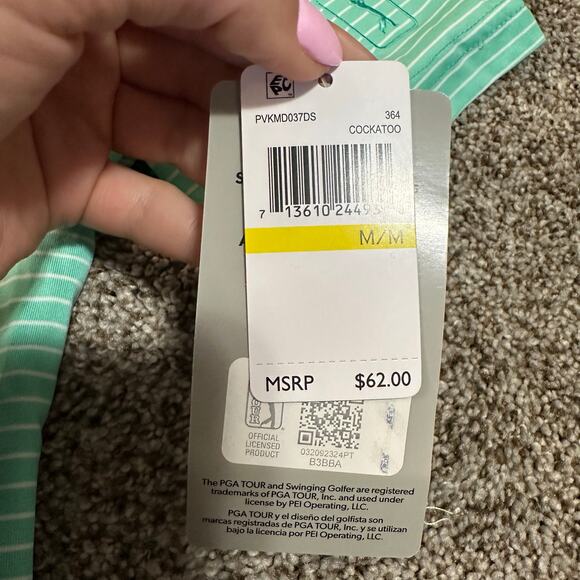 EPC
PVKMD037DS 364
COCKATOO
7 13610 24493
M/M
MSRP $62.00
OFFICIAL
LICENSED
PRODUCT
032092324PT
B3BBA
The PGA TOUR and Swinging Golfer are registered
trademarks of PGA TOUR, Inc. and used under
license by PEI Operating, LLC.
PGA TOUR y el diseño del golfista son
marcas registradas de PGA TOUR, Inc. y se utilizan
bajo la licencia por PEI Operating, LLC.